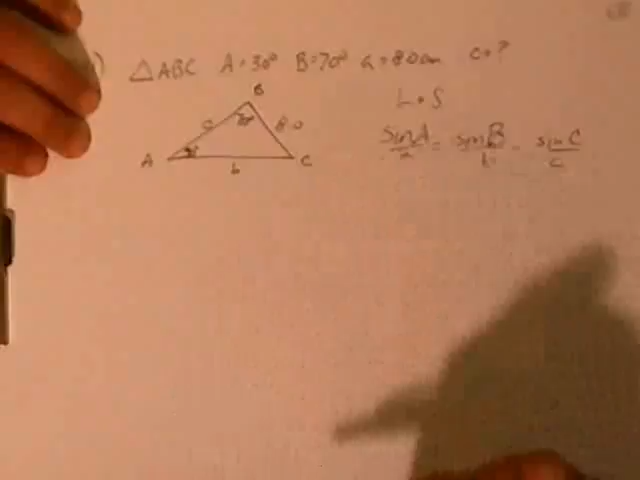 ) △ABC A=30° B=70° a=8.0cm c=?
B
L o S
c 70° 8.0
sinA/a = sinB/b = sinC/c
A 30° C
b